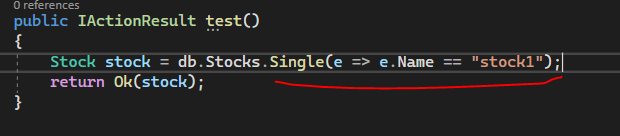 0 references
public IActionResult test()
{
Stock stock = db.Stocks.Single(e => e.Name == "stock1");
return Ok(stock);
}